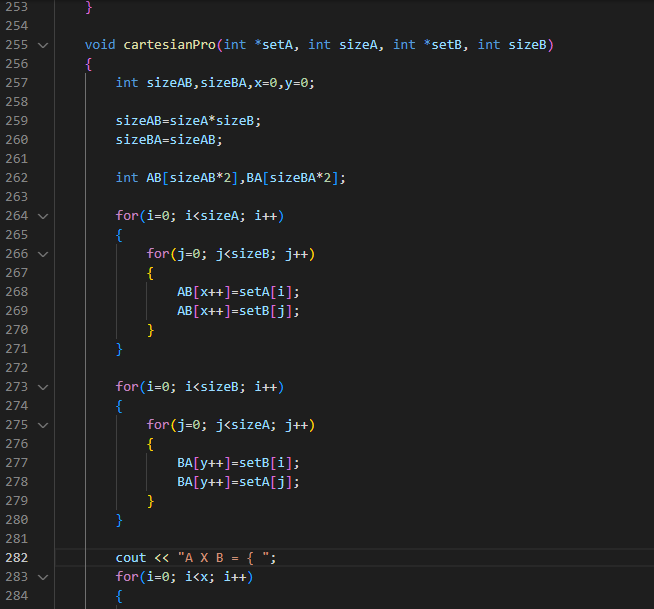 253 }
254
255 void cartesianPro(int *setA, int sizeA, int *setB, int sizeB)
256 {
257 int sizeAB,sizeBA,x=0,y=0;
258
259 sizeAB=sizeA*sizeB;
260 sizeBA=sizeAB;
261
262 int AB[sizeAB*2],BA[sizeBA*2];
263
264 for(i=0; i<sizeA; i++)
265 {
266 for(j=0; j<sizeB; j++)
267 {
268 AB[x++]=setA[i];
269 AB[x++]=setB[j];
270 }
271 }
272
273 for(i=0; i<sizeB; i++)
274 {
275 for(j=0; j<sizeA; j++)
276 {
277 BA[y++]=setB[i];
278 BA[y++]=setA[j];
279 }
280 }
281
282 cout << "A X B = { ";
283 for(i=0; i<x; i++)
284 {